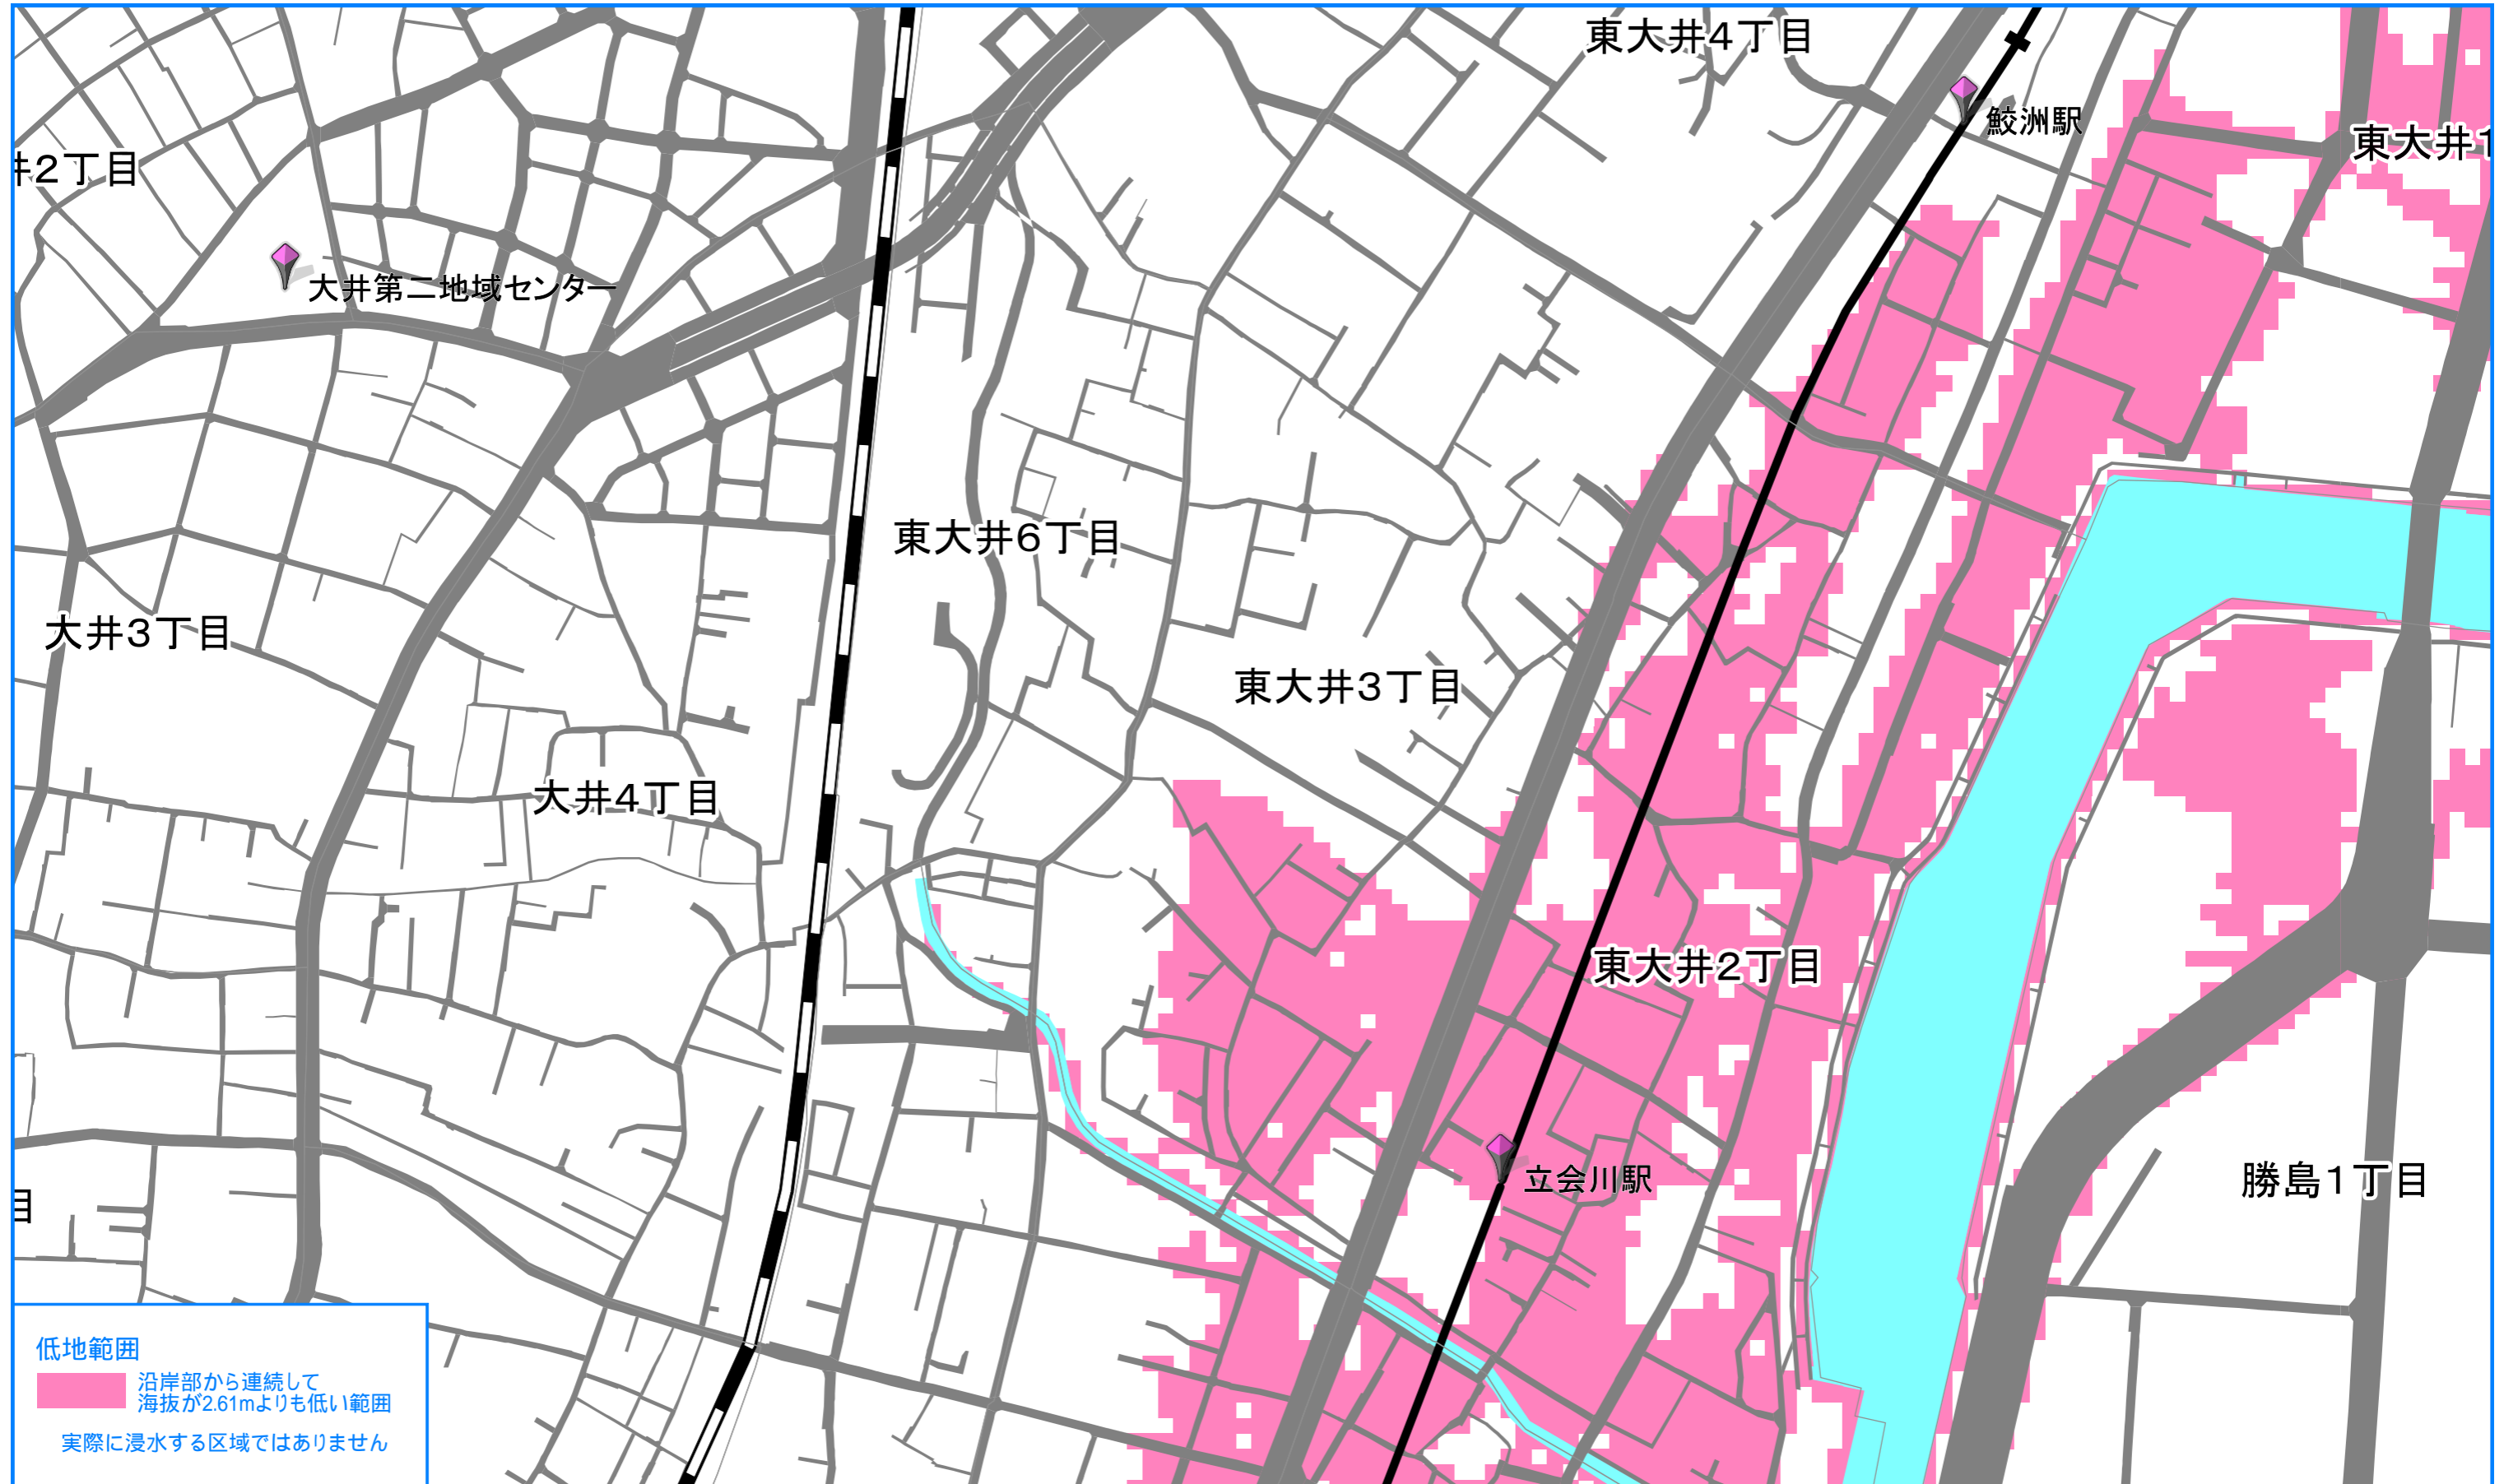 東大井4丁目
鮫洲駅
東大井1
井2丁目
大井第二地域センター
東大井6丁目
大井3丁目
東大井3丁目
大井4丁目
東大井2丁目
立会川駅
勝島1丁目
目
低地範囲
沿岸部から連続して
海抜が2.61mよりも低い範囲
実際に浸水する区域ではありません